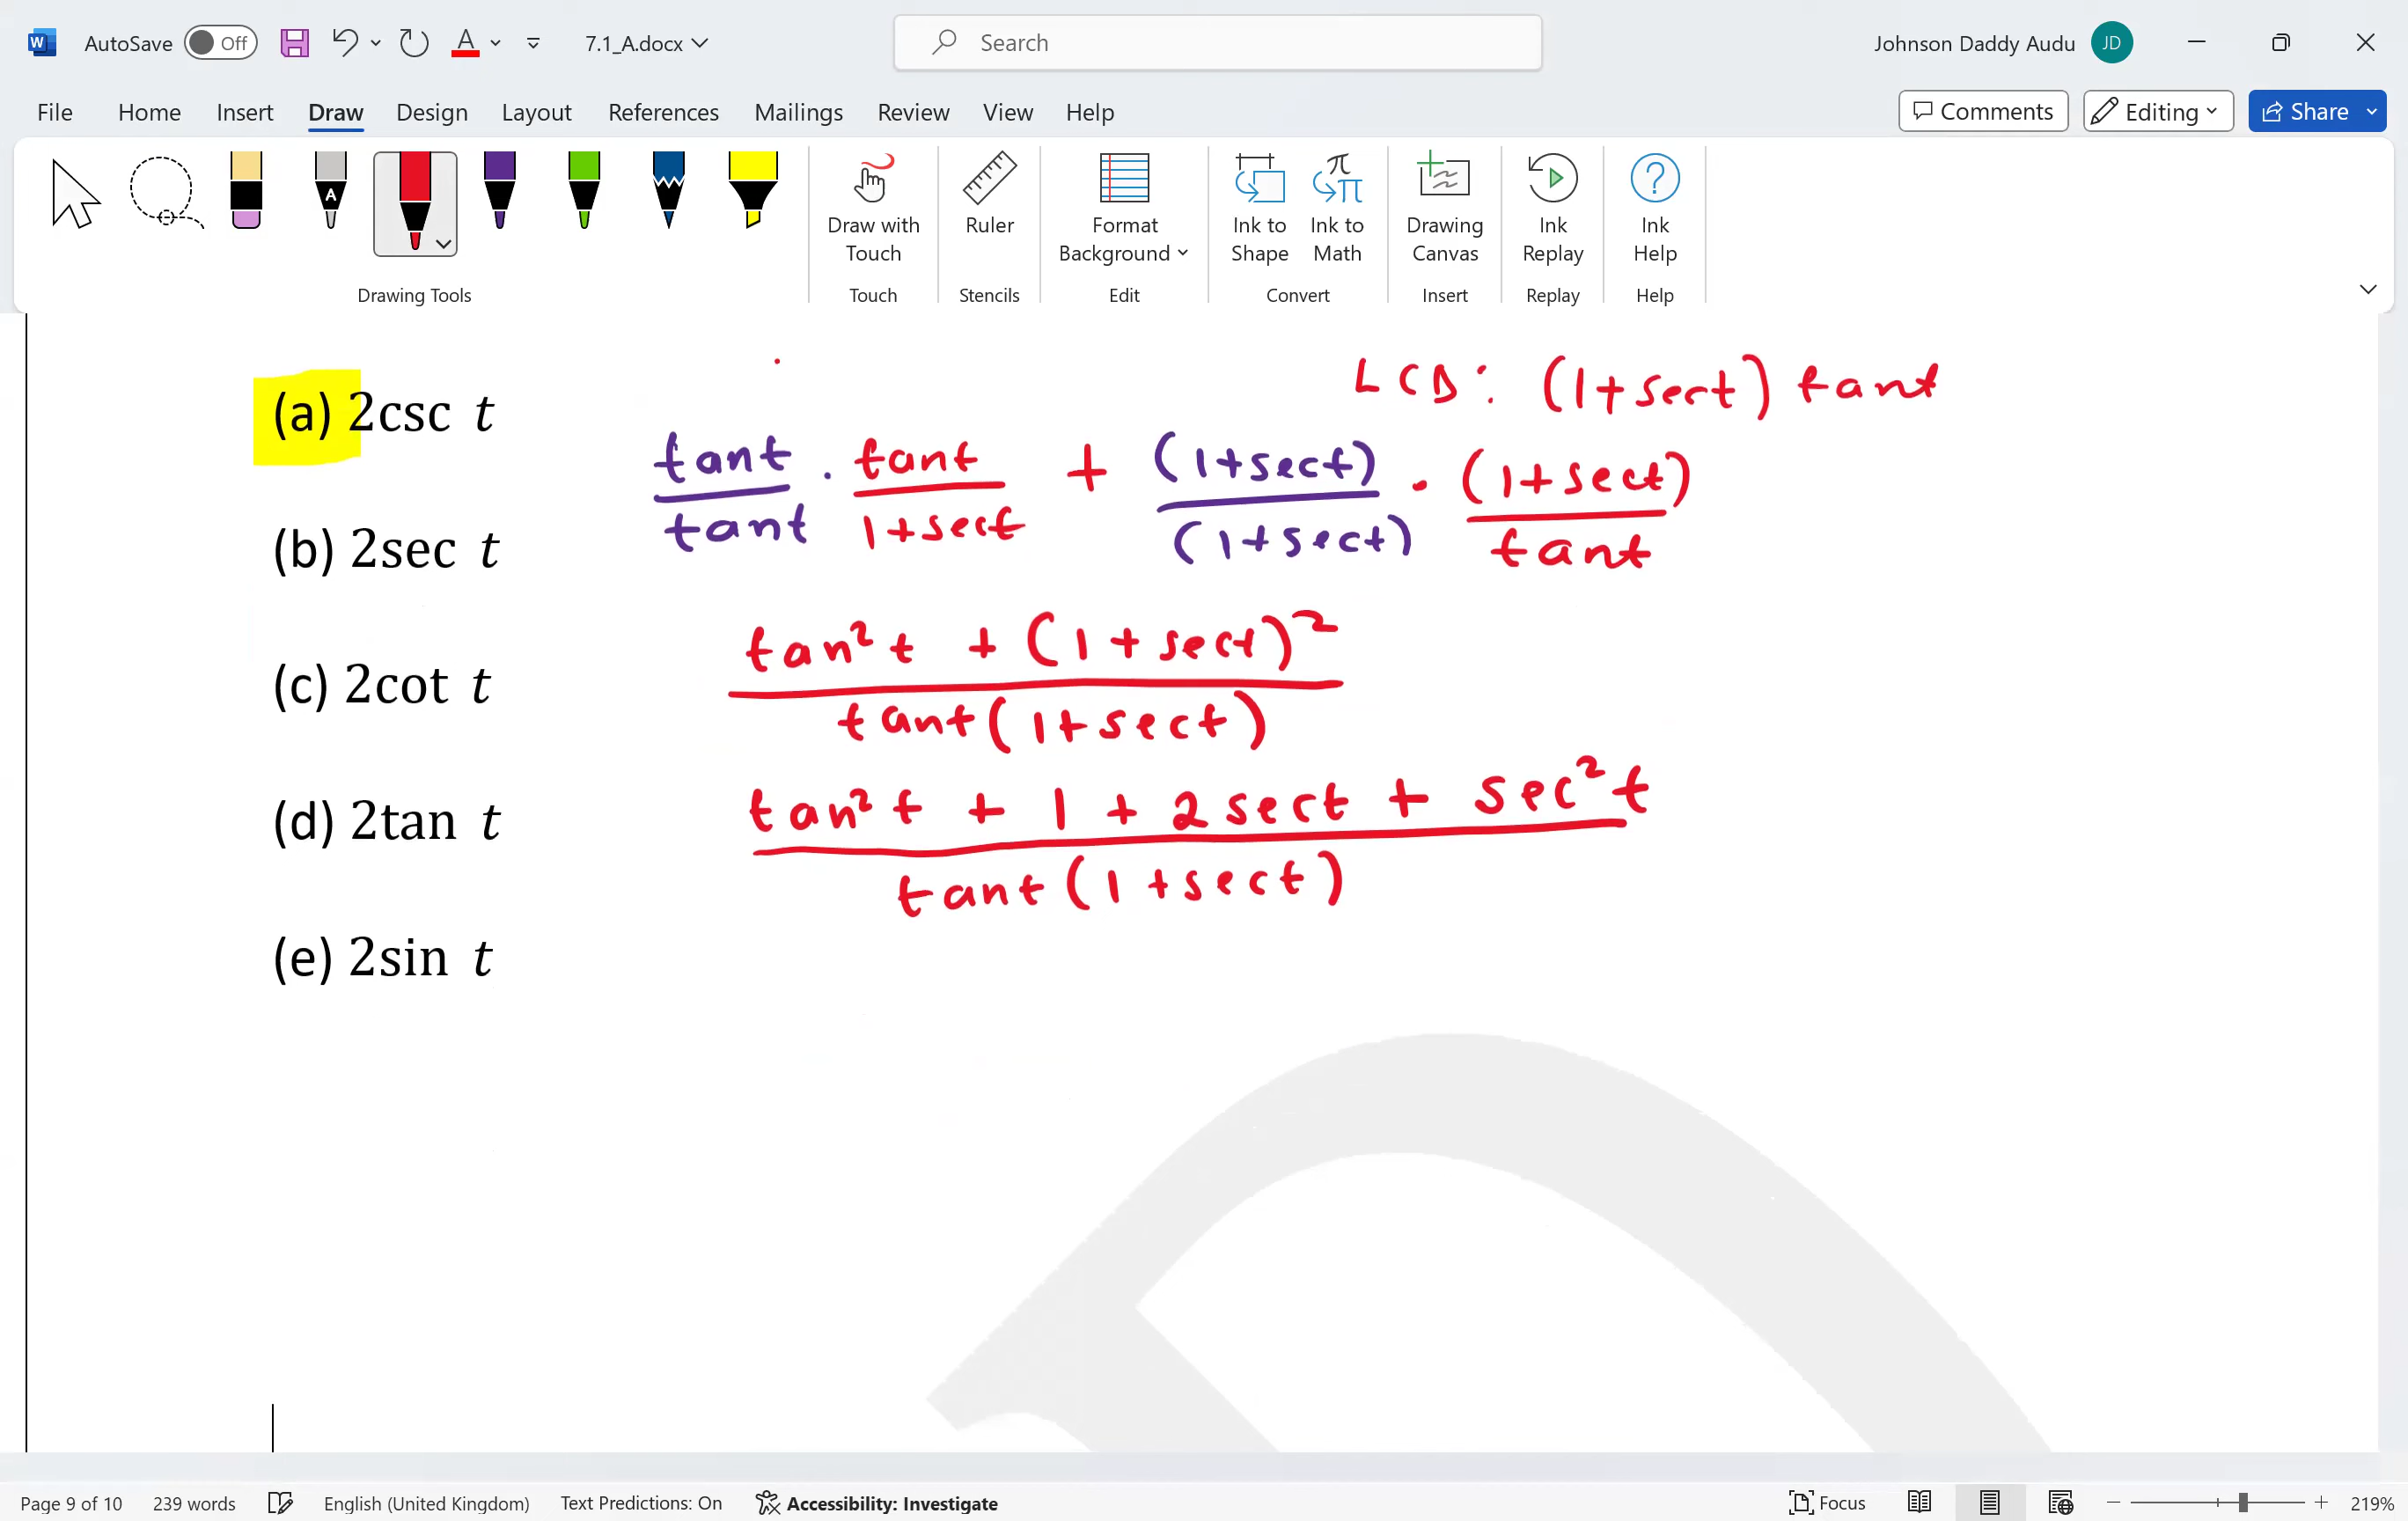 AutoSave Off A 7.1_A.docx Search Johnson Daddy Audu JD
File Home Insert Draw Design Layout References Mailings Review View Help Comments Editing Share
Draw with Touch Ruler Format Background Ink to Shape Ink to Math Drawing Canvas Ink Replay Ink Help
Drawing Tools Touch Stencils Edit Convert Insert Replay Help
LCD: (1+sect) tant
(a) 2csc t
tant/tant · tant/1+sect + (1+sect)/(1+sect) · (1+sect)/tant
(b) 2sec t
tan²t + (1+sect)²
(c) 2cot t
tant(1+sect)
tan²t + 1 + 2sect + sec²t
(d) 2tan t
tant(1+sect)
(e) 2sin t
Page 9 of 10 239 words English (United Kingdom) Text Predictions: On Accessibility: Investigate Focus 219%